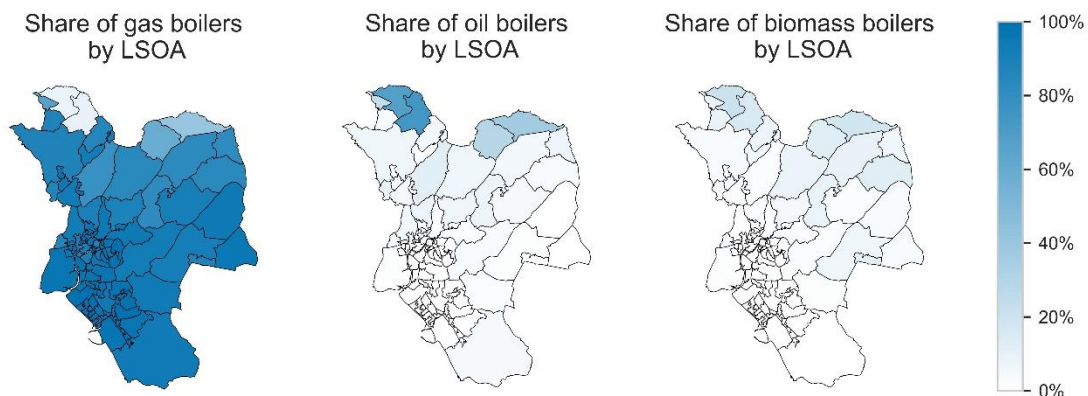 Share of gas boilers
by LSOA
Share of oil boilers
by LSOA
Share of biomass boilers
by LSOA
100%
80%
60%
40%
20%
0%